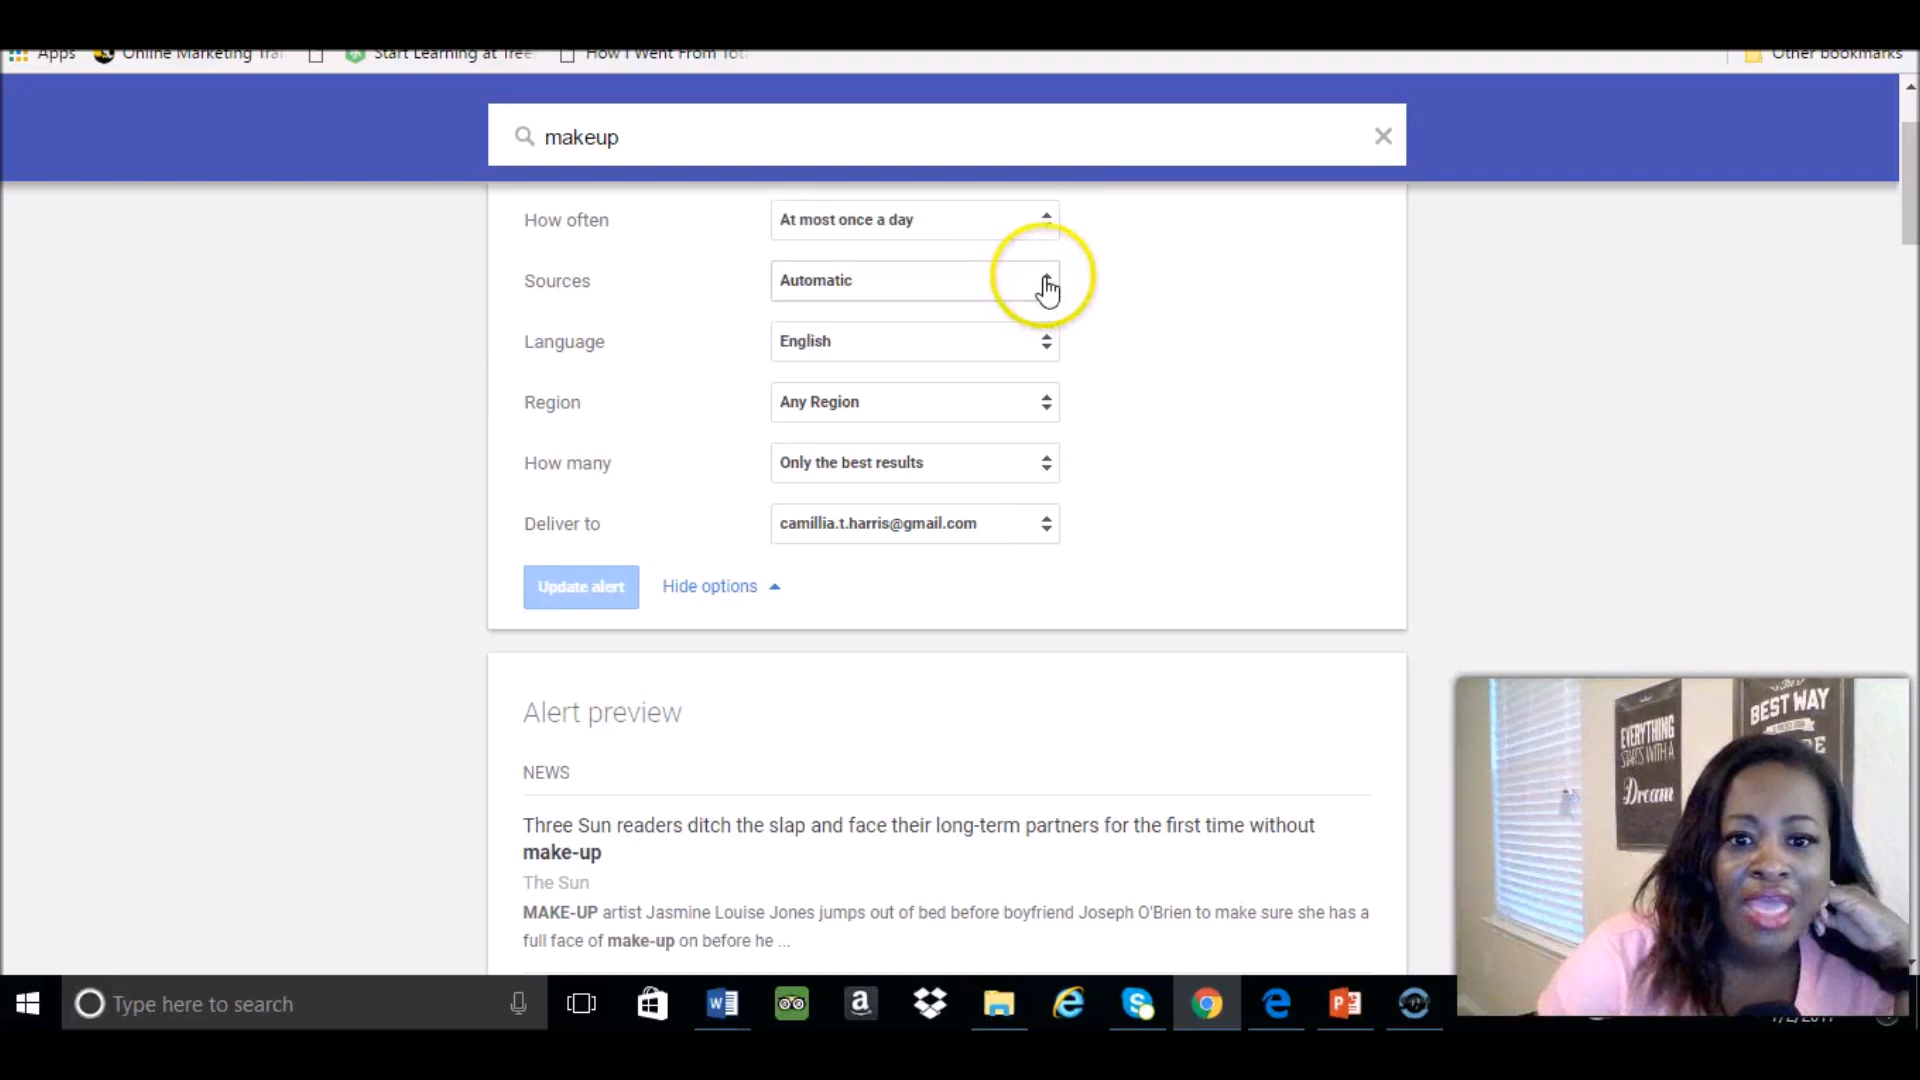 Apps Online Marketing Trai Start Learning at Tree How I Went From Tota Other bookmarks
makeup
How often At most once a day
Sources Automatic
Language English
Region Any Region
How many Only the best results
Deliver to camillia.t.harris@gmail.com
Update alert Hide options
Alert preview
NEWS
Three Sun readers ditch the slap and face their long-term partners for the first time without
make-up
The Sun
MAKE-UP artist Jasmine Louise Jones jumps out of bed before boyfriend Joseph O'Brien to make sure she has a
full face of make-up on before he ...
EVERYTHING
STARTS WITH A
Dream
BEST WAY
Type here to search